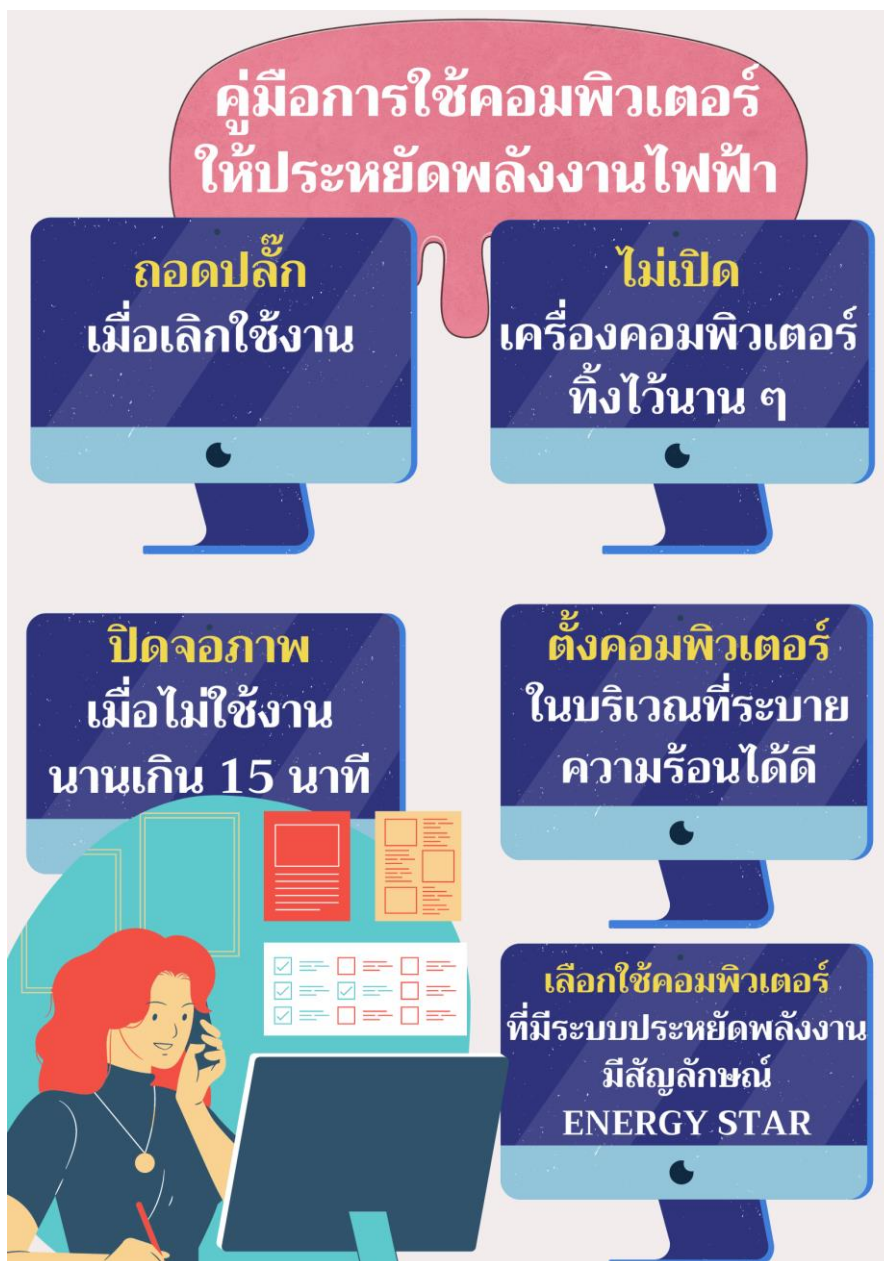 คู่มือการใช้คอมพิวเตอร์
ให้ประหยัดพลังงานไฟฟ้า
ถอดปลั๊ก
เมื่อเลิกใช้งาน
ไม่เปิด
เครื่องคอมพิวเตอร์
ทิ้งไว้นาน ๆ
ปิดจอภาพ
เมื่อไม่ใช้งาน
นานเกิน 15 นาที
ตั้งคอมพิวเตอร์
ในบริเวณที่ระบาย
ความร้อนได้ดี
เลือกใช้คอมพิวเตอร์
ที่มีระบบประหยัดพลังงาน
มีสัญลักษณ์
ENERGY STAR